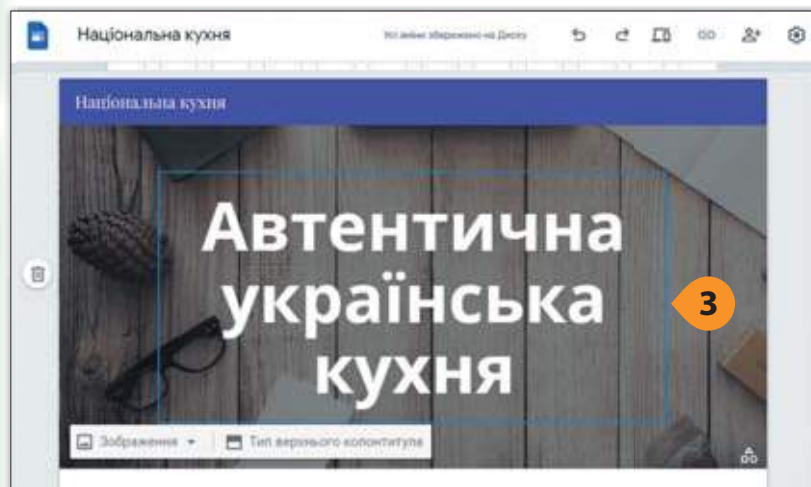 Національна кухня
Усі зміни збережено на Диску
Національна кухня
Автентична
українська
кухня
3
Зображення
Тип верхнього колонтитула